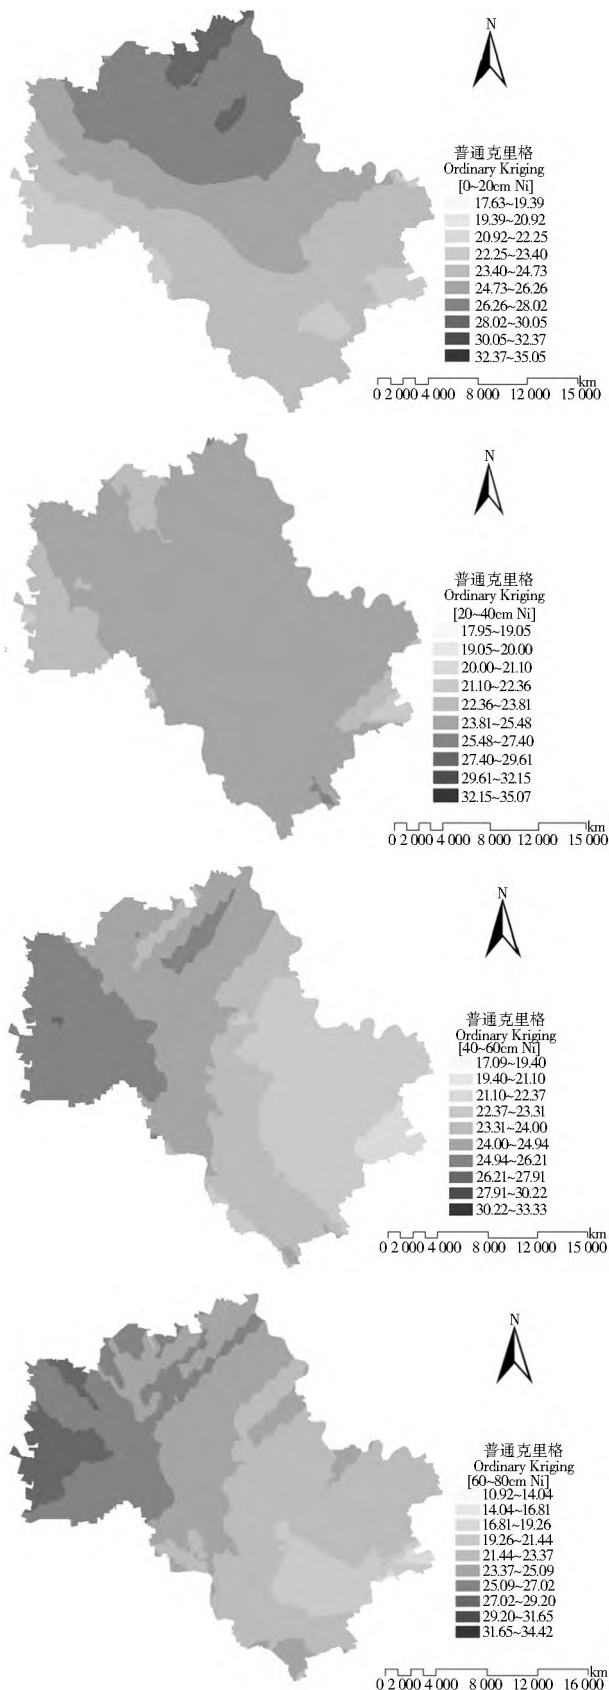 N
普通克里格
Ordinary Kriging
[0~20cm Ni]
17.63~19.39
19.39~20.92
20.92~22.25
22.25~23.40
23.40~24.73
24.73~26.26
26.26~28.02
28.02~30.05
30.05~32.37
32.37~35.05
km
0 2 000 4 000 8 000 12 000 15 000
N
普通克里格
Ordinary Kriging
[20~40cm Ni]
17.95~19.05
19.05~20.00
20.00~21.10
21.10~22.36
22.36~23.81
23.81~25.48
25.48~27.40
27.40~29.61
29.61~32.15
32.15~35.07
km
0 2 000 4 000 8 000 12 000 15 000
N
普通克里格
Ordinary Kriging
[40~60cm Ni]
17.09~19.40
19.40~21.10
21.10~22.37
22.37~23.31
23.31~24.00
24.00~24.94
24.94~26.21
26.21~27.91
27.91~30.22
30.22~33.33
km
0 2 000 4 000 8 000 12 000 15 000
N
普通克里格
Ordinary Kriging
[60~80cm Ni]
10.92~14.04
14.04~16.81
16.81~19.26
19.26~21.44
21.44~23.37
23.37~25.09
25.09~27.02
27.02~29.20
29.20~31.65
31.65~34.42
km
0 2 000 4 000 8 000 12 000 16 000